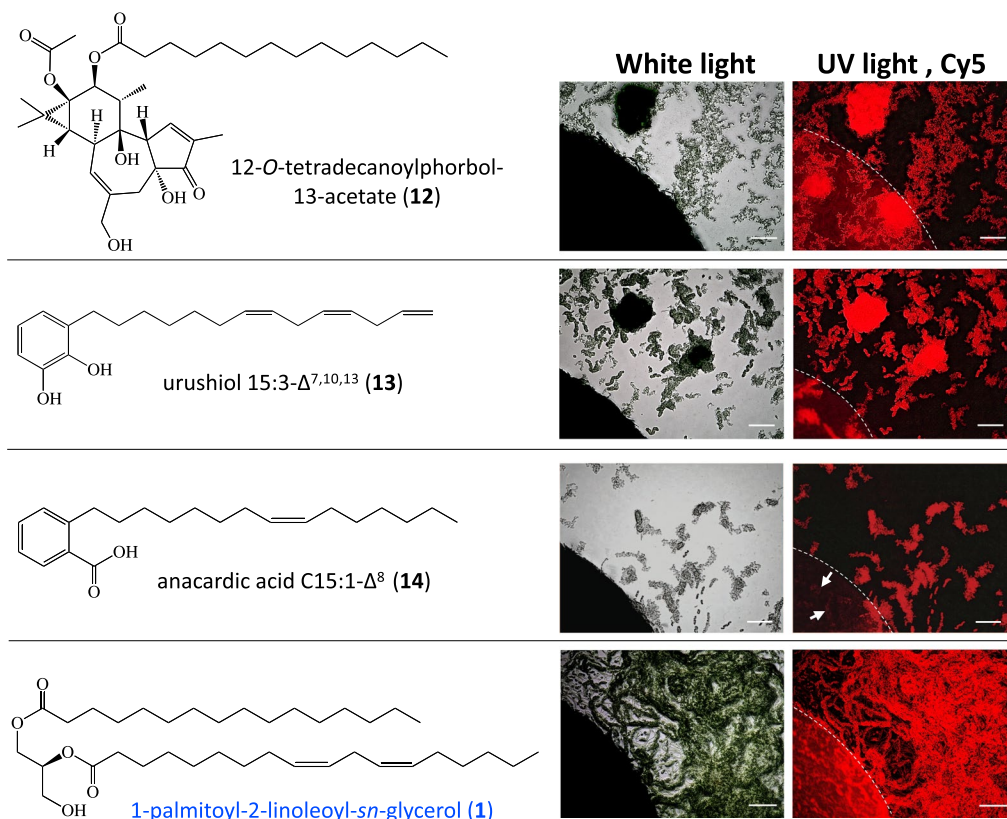 White light
UV light , Cy5
O
O
O
O
H
H
H
OH
OH
O
OH
12-O-tetradecanoylphorbol-
13-acetate (12)
OH
OH
urushiol 15:3-Δ7,10,13 (13)
OH
O
anacardic acid C15:1-Δ8 (14)
O
O
O
O
OH
1-palmitoyl-2-linoleoyl-sn-glycerol (1)